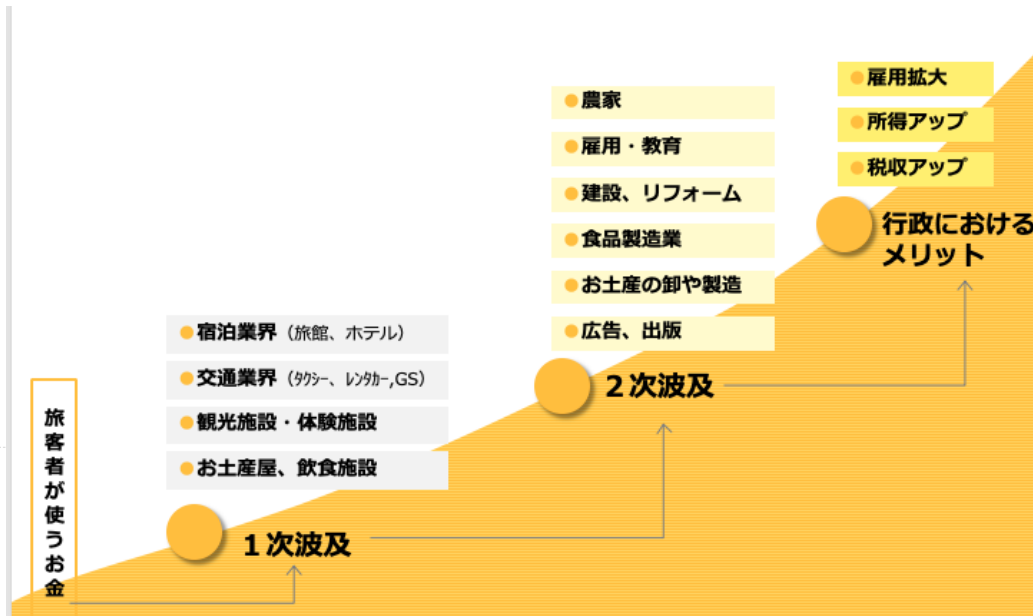 旅客者が使うお金
宿泊業界（旅館、ホテル）
交通業界（ﾀｸｼｰ、ﾚﾝﾀｶｰ,GS）
観光施設・体験施設
お土産屋、飲食施設
１次波及
農家
雇用・教育
建設、リフォーム
食品製造業
お土産の卸や製造
広告、出版
２次波及
雇用拡大
所得アップ
税収アップ
行政における
メリット